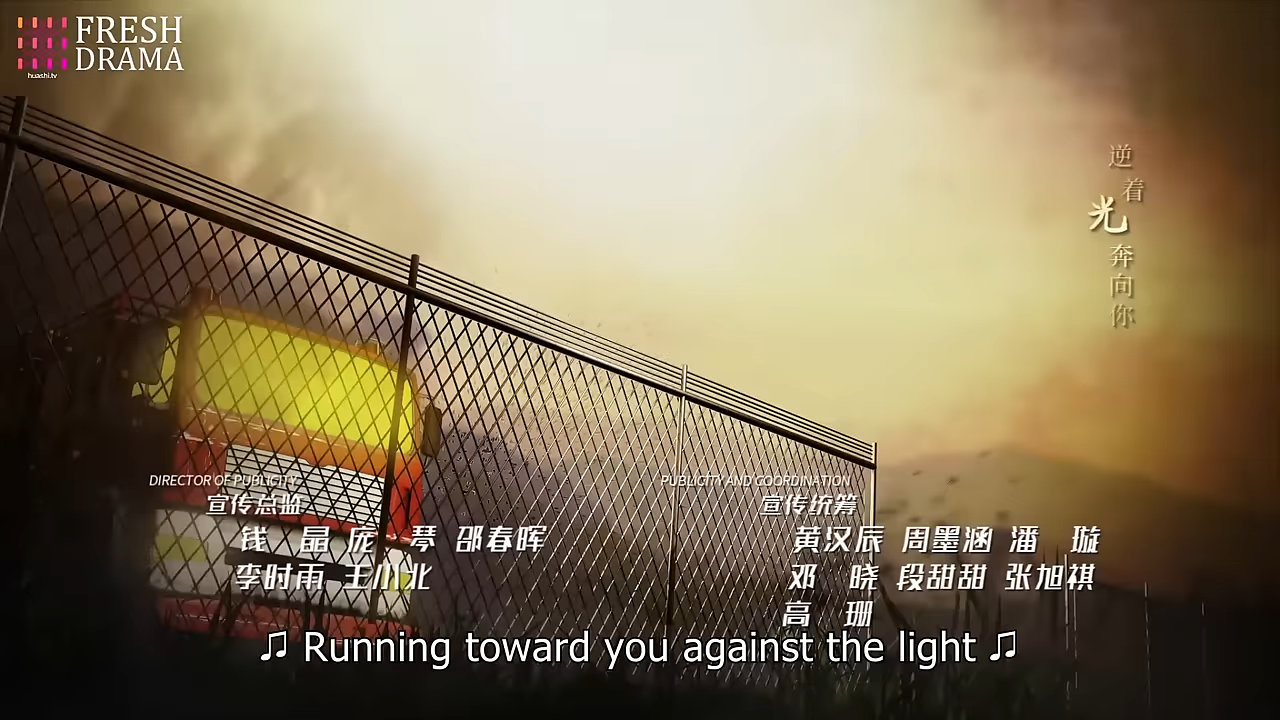 FRESH
DRAMA
huashi.tv
逆着光奔向你
DIRECTOR OF PUBLICITY
宣传总监
钱 晶 庞 琴 邵春晖
李时雨 王小北
PUBLICITY AND COORDINATION
宣传统筹
黄汉辰 周墨涵 潘 璇
邓 晓 段甜甜 张旭祺
高 珊
♫ Running toward you against the light ♫